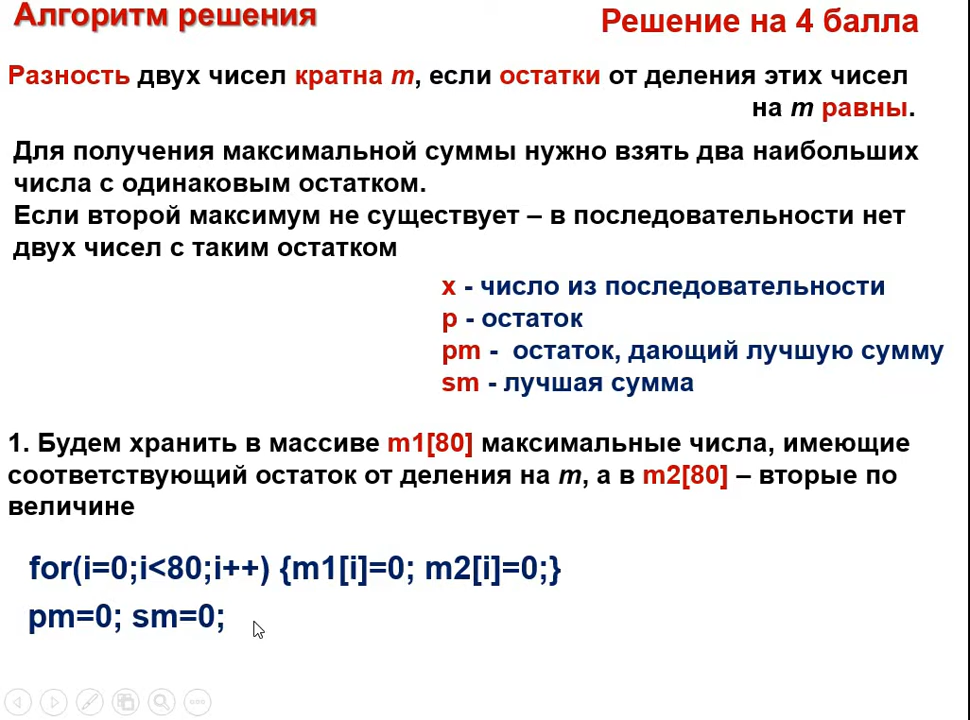 Алгоритм решения
Решение на 4 балла
Разность двух чисел кратна m, если остатки от деления этих чисел
на m равны.
Для получения максимальной суммы нужно взять два наибольших
числа с одинаковым остатком.
Если второй максимум не существует – в последовательности нет
двух чисел с таким остатком
x - число из последовательности
p - остаток
pm - остаток, дающий лучшую сумму
sm - лучшая сумма
1. Будем хранить в массиве m1[80] максимальные числа, имеющие
соответствующий остаток от деления на m, а в m2[80] – вторые по
величине
for(i=0;i<80;i++) {m1[i]=0; m2[i]=0;}
pm=0; sm=0;